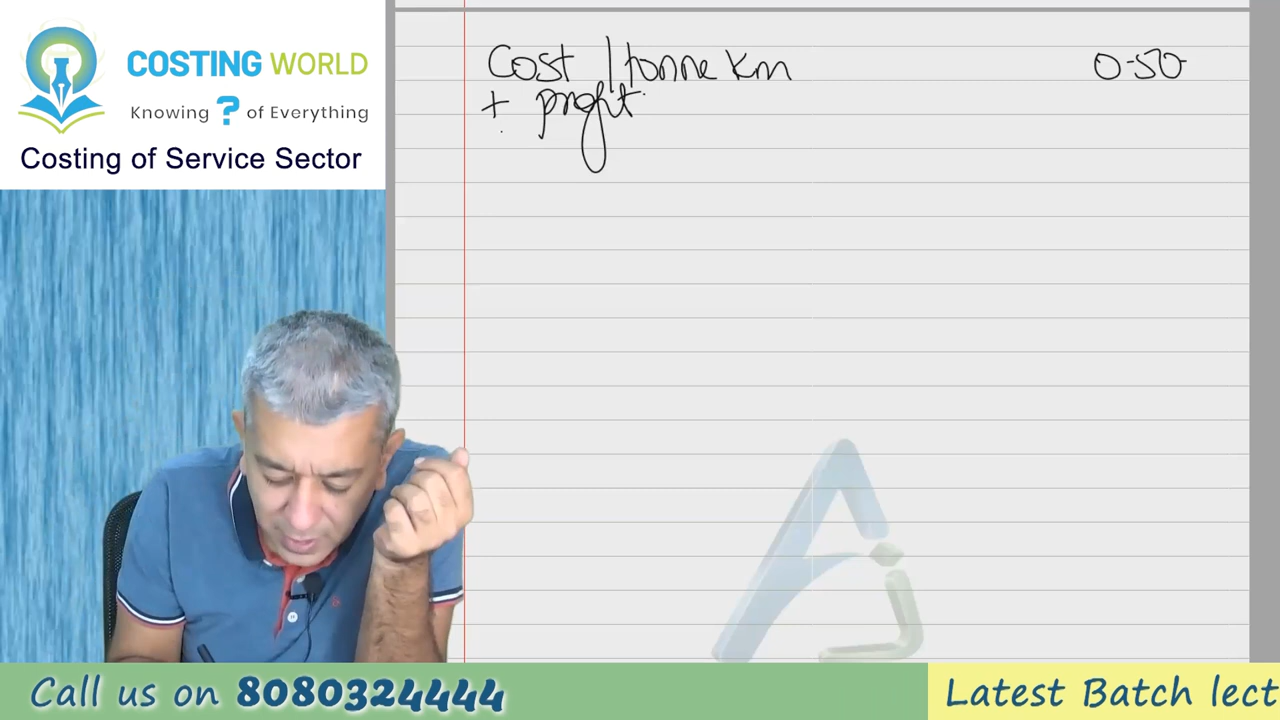 COSTING WORLD
Knowing ? of Everything
Costing of Service Sector
Cost / tonne km 0.50
+ profit
Call us on 8080324444
Latest Batch lect